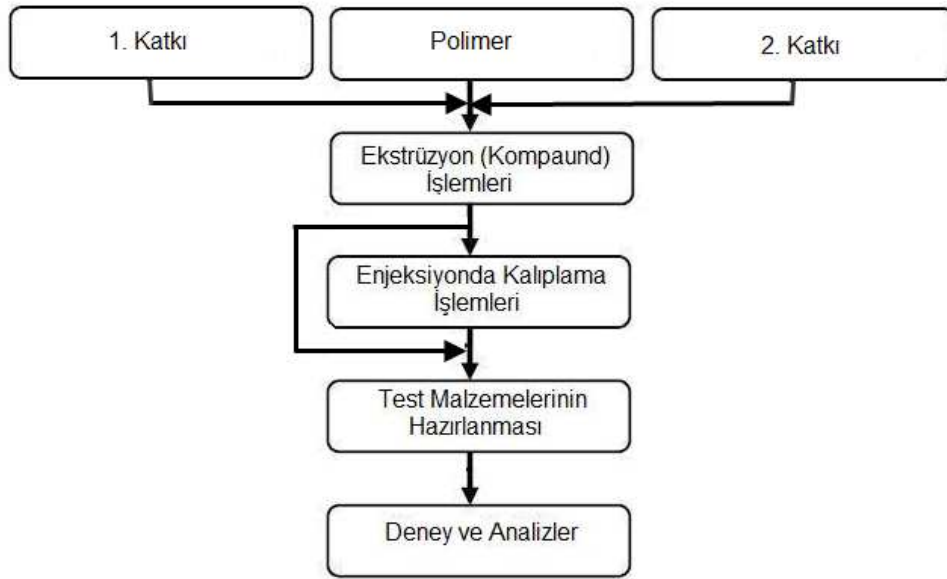 1. Katkı
Polimer
2. Katkı
Ekstrüzyon (Kompaund)
İşlemleri
Enjeksiyonda Kalıplama
İşlemleri
Test Malzemelerinin
Hazırlanması
Deney ve Analizler